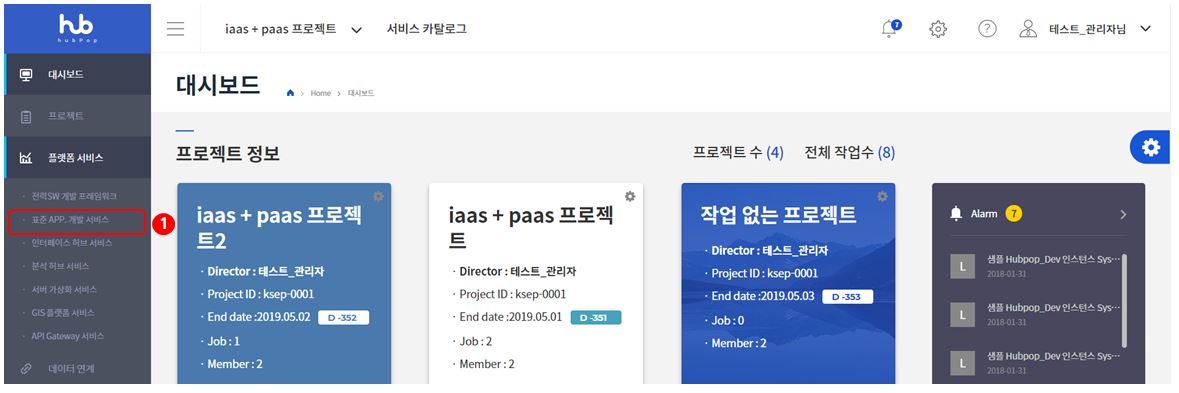 hb
hubPop
iaas + paas 프로젝트
서비스 카탈로그
7
테스트_관리자님
대시보드
프로젝트
플랫폼 서비스
전력SW 개발 프레임워크
표준 APP. 개발 서비스
1
인터페이스 허브 서비스
분석 허브 서비스
서버 가상화 서비스
GIS 플랫폼 서비스
API Gateway 서비스
데이터 연계
대시보드
Home > 대시보드
프로젝트 정보
프로젝트 수 (4) 전체 작업수 (8)
iaas + paas 프로젝
트2
· Director : 테스트_관리자
· Project ID : ksep-0001
· End date :2019.05.02 D -352
· Job : 1
· Member : 2
iaas + paas 프로젝
트
· Director : 테스트_관리자
· Project ID : ksep-0001
· End date :2019.05.01 D -351
· Job : 2
· Member : 2
작업 없는 프로젝트
· Director : 테스트_관리자
· Project ID : ksep-0001
· End date :2019.05.03 D -353
· Job : 0
· Member : 2
Alarm 7
L
샘플 Hubpop_Dev 인스턴스 Sys···
2018-01-31
L
샘플 Hubpop_Dev 인스턴스 Sys···
2018-01-31
L
샘플 Hubpop_Dev 인스턴스 Sys···
2018-01-31